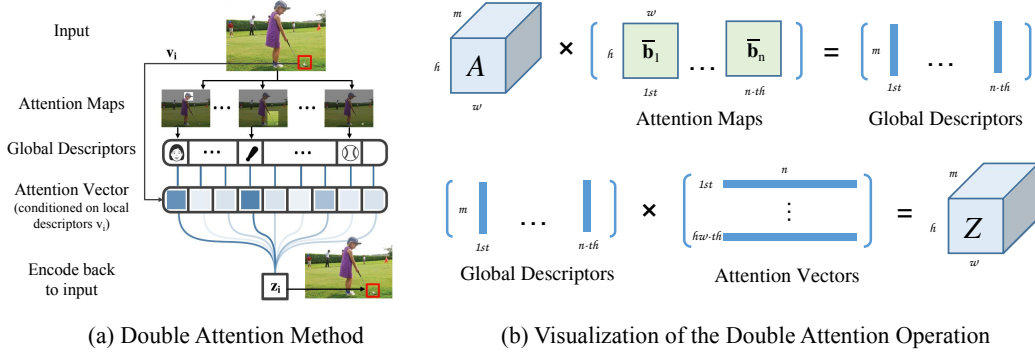 Input
v_i
Attention Maps
... ...
Global Descriptors
... ...
Attention Vector
(conditioned on local
descriptors v_i)
Encode back
to input
z_i
(a) Double Attention Method
m
h
A
w
×
w
h
b̅_1
...
b̅_n
1st
n-th
Attention Maps
=
m
...
1st
n-th
Global Descriptors
m
...
1st
n-th
Global Descriptors
×
n
1st
⋮
hw-th
Attention Vectors
=
m
h
Z
w
(b) Visualization of the Double Attention Operation